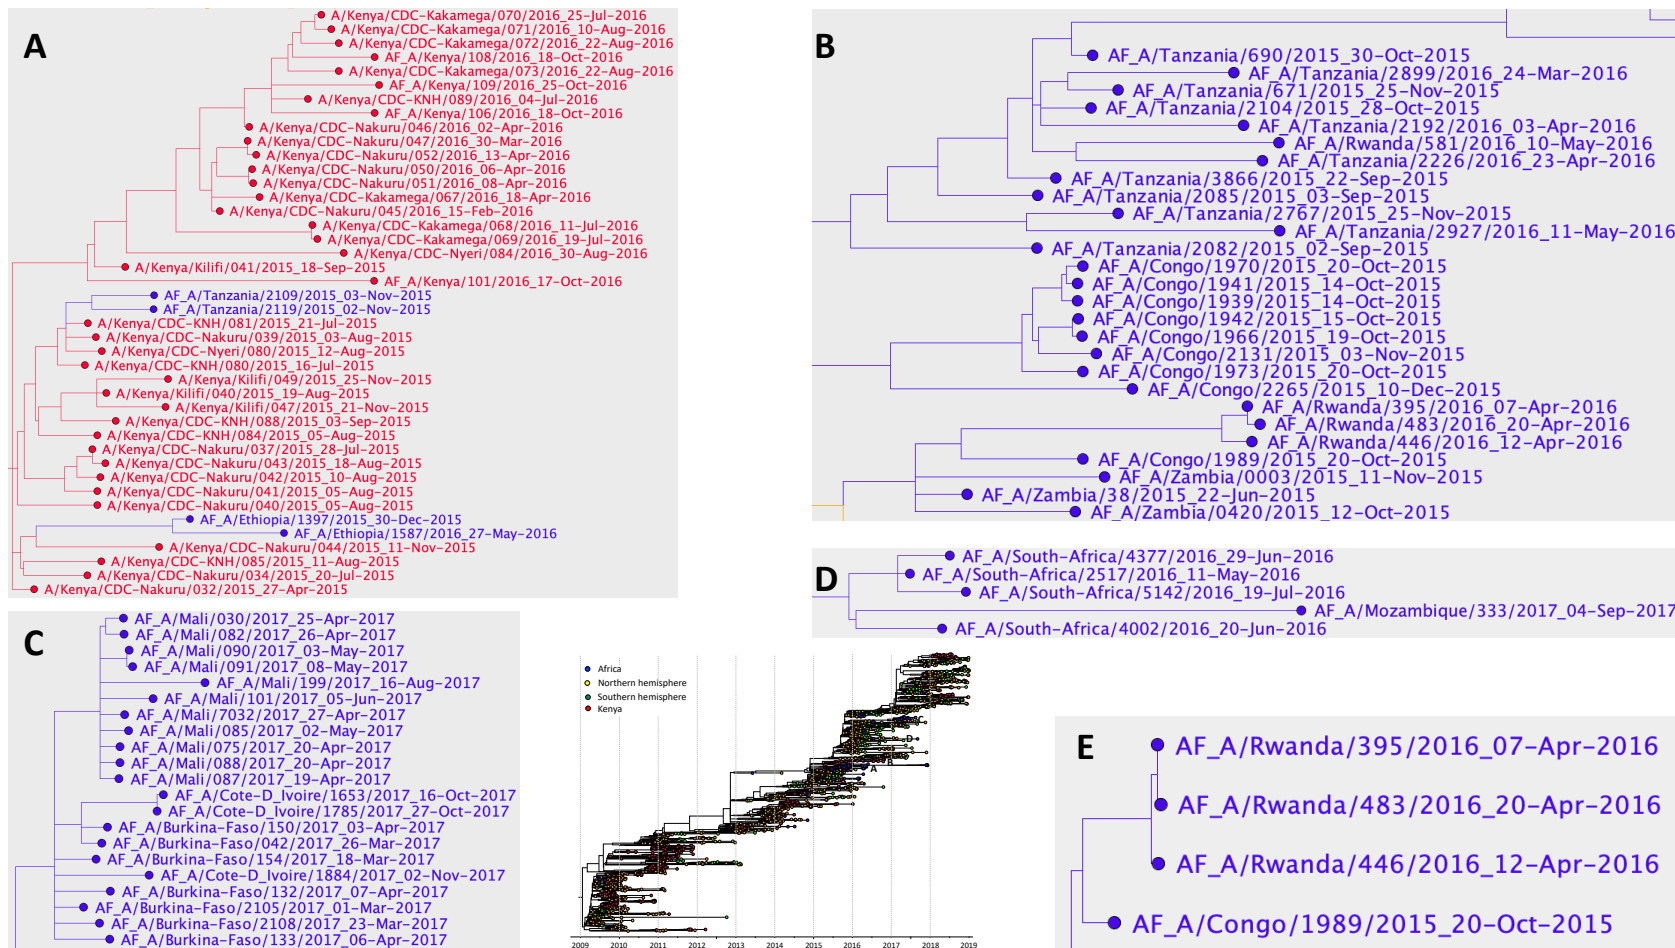 A
A/Kenya/CDC-Kakamega/070/2016_25-Jul-2016
A/Kenya/CDC-Kakamega/071/2016_10-Aug-2016
A/Kenya/CDC-Kakamega/072/2016_22-Aug-2016
AF_A/Kenya/108/2016_18-Oct-2016
A/Kenya/CDC-Kakamega/073/2016_22-Aug-2016
AF_A/Kenya/109/2016_25-Oct-2016
A/Kenya/CDC-KNH/089/2016_04-Jul-2016
AF_A/Kenya/106/2016_18-Oct-2016
A/Kenya/CDC-Nakuru/046/2016_02-Apr-2016
A/Kenya/CDC-Nakuru/047/2016_30-Mar-2016
A/Kenya/CDC-Nakuru/052/2016_13-Apr-2016
A/Kenya/CDC-Nakuru/050/2016_06-Apr-2016
A/Kenya/CDC-Nakuru/051/2016_08-Apr-2016
A/Kenya/CDC-Kakamega/067/2016_18-Apr-2016
A/Kenya/CDC-Nakuru/045/2016_15-Feb-2016
A/Kenya/CDC-Kakamega/068/2016_11-Jul-2016
A/Kenya/CDC-Kakamega/069/2016_19-Jul-2016
A/Kenya/CDC-Nyeri/084/2016_30-Aug-2016
A/Kenya/Kilifi/041/2015_18-Sep-2015
AF_A/Kenya/101/2016_17-Oct-2016
AF_A/Tanzania/2109/2015_03-Nov-2015
AF_A/Tanzania/2119/2015_02-Nov-2015
A/Kenya/CDC-KNH/081/2015_21-Jul-2015
A/Kenya/CDC-Nakuru/039/2015_03-Aug-2015
A/Kenya/CDC-Nyeri/080/2015_12-Aug-2015
A/Kenya/CDC-KNH/080/2015_16-Jul-2015
A/Kenya/Kilifi/049/2015_25-Nov-2015
A/Kenya/Kilifi/040/2015_19-Aug-2015
A/Kenya/Kilifi/047/2015_21-Nov-2015
A/Kenya/CDC-KNH/088/2015_03-Sep-2015
A/Kenya/CDC-KNH/084/2015_05-Aug-2015
A/Kenya/CDC-Nakuru/037/2015_28-Jul-2015
A/Kenya/CDC-Nakuru/043/2015_18-Aug-2015
A/Kenya/CDC-Nakuru/042/2015_10-Aug-2015
A/Kenya/CDC-Nakuru/041/2015_05-Aug-2015
A/Kenya/CDC-Nakuru/040/2015_05-Aug-2015
AF_A/Ethiopia/1397/2015_30-Dec-2015
AF_A/Ethiopia/1587/2016_27-May-2016
A/Kenya/CDC-Nakuru/044/2015_11-Nov-2015
A/Kenya/CDC-KNH/085/2015_11-Aug-2015
A/Kenya/CDC-Nakuru/034/2015_20-Jul-2015
A/Kenya/CDC-Nakuru/032/2015_27-Apr-2015
B
AF_A/Tanzania/690/2015_30-Oct-2015
AF_A/Tanzania/2899/2016_24-Mar-2016
AF_A/Tanzania/671/2015_25-Nov-2015
AF_A/Tanzania/2104/2015_28-Oct-2015
AF_A/Tanzania/2192/2016_03-Apr-2016
AF_A/Rwanda/581/2016_10-May-2016
AF_A/Tanzania/2226/2016_23-Apr-2016
AF_A/Tanzania/3866/2015_22-Sep-2015
AF_A/Tanzania/2085/2015_03-Sep-2015
AF_A/Tanzania/2767/2015_25-Nov-2015
AF_A/Tanzania/2927/2016_11-May-2016
AF_A/Tanzania/2082/2015_02-Sep-2015
AF_A/Congo/1970/2015_20-Oct-2015
AF_A/Congo/1941/2015_14-Oct-2015
AF_A/Congo/1939/2015_14-Oct-2015
AF_A/Congo/1942/2015_15-Oct-2015
AF_A/Congo/1966/2015_19-Oct-2015
AF_A/Congo/2131/2015_03-Nov-2015
AF_A/Congo/1973/2015_20-Oct-2015
AF_A/Congo/2265/2015_10-Dec-2015
AF_A/Rwanda/395/2016_07-Apr-2016
AF_A/Rwanda/483/2016_20-Apr-2016
AF_A/Rwanda/446/2016_12-Apr-2016
AF_A/Congo/1989/2015_20-Oct-2015
AF_A/Zambia/0003/2015_11-Nov-2015
AF_A/Zambia/38/2015_22-Jun-2015
AF_A/Zambia/0420/2015_12-Oct-2015
C
AF_A/Mali/030/2017_25-Apr-2017
AF_A/Mali/082/2017_26-Apr-2017
AF_A/Mali/090/2017_03-May-2017
AF_A/Mali/091/2017_08-May-2017
AF_A/Mali/199/2017_16-Aug-2017
AF_A/Mali/101/2017_05-Jun-2017
AF_A/Mali/7032/2017_27-Apr-2017
AF_A/Mali/085/2017_02-May-2017
AF_A/Mali/075/2017_20-Apr-2017
AF_A/Mali/088/2017_20-Apr-2017
AF_A/Mali/087/2017_19-Apr-2017
AF_A/Cote-D_Ivoire/1653/2017_16-Oct-2017
AF_A/Cote-D_Ivoire/1785/2017_27-Oct-2017
AF_A/Burkina-Faso/150/2017_03-Apr-2017
AF_A/Burkina-Faso/042/2017_26-Mar-2017
AF_A/Burkina-Faso/154/2017_18-Mar-2017
AF_A/Cote-D_Ivoire/1884/2017_02-Nov-2017
AF_A/Burkina-Faso/132/2017_07-Apr-2017
AF_A/Burkina-Faso/2105/2017_01-Mar-2017
AF_A/Burkina-Faso/2108/2017_23-Mar-2017
AF_A/Burkina-Faso/133/2017_06-Apr-2017
D
AF_A/South-Africa/4377/2016_29-Jun-2016
AF_A/South-Africa/2517/2016_11-May-2016
AF_A/South-Africa/5142/2016_19-Jul-2016
AF_A/Mozambique/333/2017_04-Sep-2017
AF_A/South-Africa/4002/2016_20-Jun-2016
Africa
Northern hemisphere
Southern hemisphere
Kenya
A
2009 2010 2011 2012 2013 2014 2015 2016 2017 2018 2019
E
AF_A/Rwanda/395/2016_07-Apr-2016
AF_A/Rwanda/483/2016_20-Apr-2016
AF_A/Rwanda/446/2016_12-Apr-2016
AF_A/Congo/1989/2015_20-Oct-2015